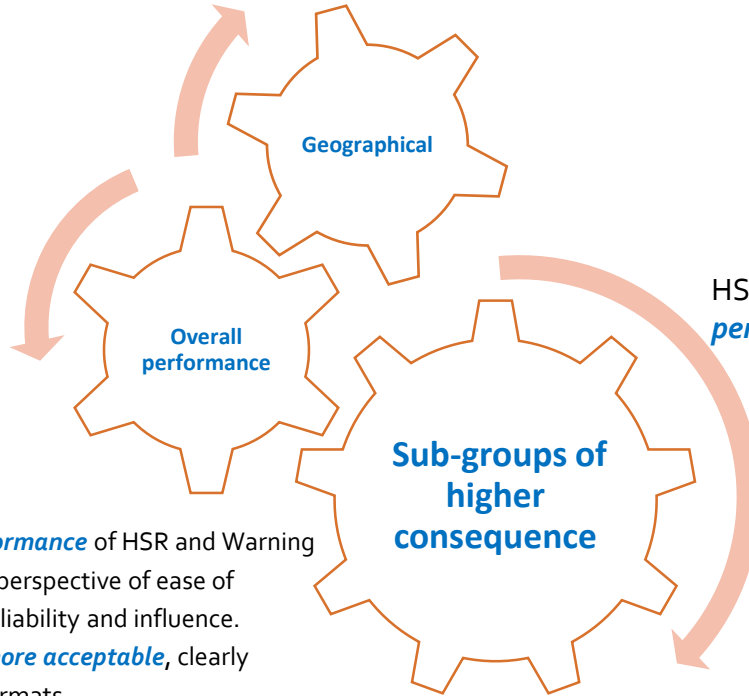 Geographical
Overall
performance
HS
per
Sub-groups of
higher
consequence
ormance of HSR and Warning
perspective of ease of
liability and influence.
ore acceptable, clearly
rmats